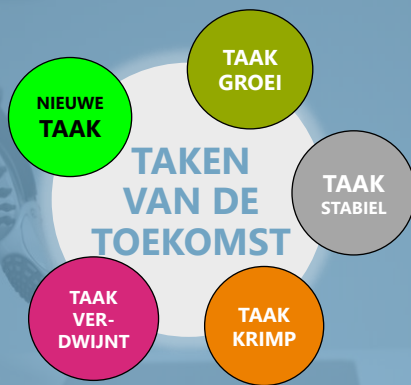 TAKEN
VAN DE
TOEKOMST
NIEUWE
TAAK
TAAK
GROEI
TAAK
STABIEL
TAAK
KRIMP
TAAK
VER-
DWIJNT